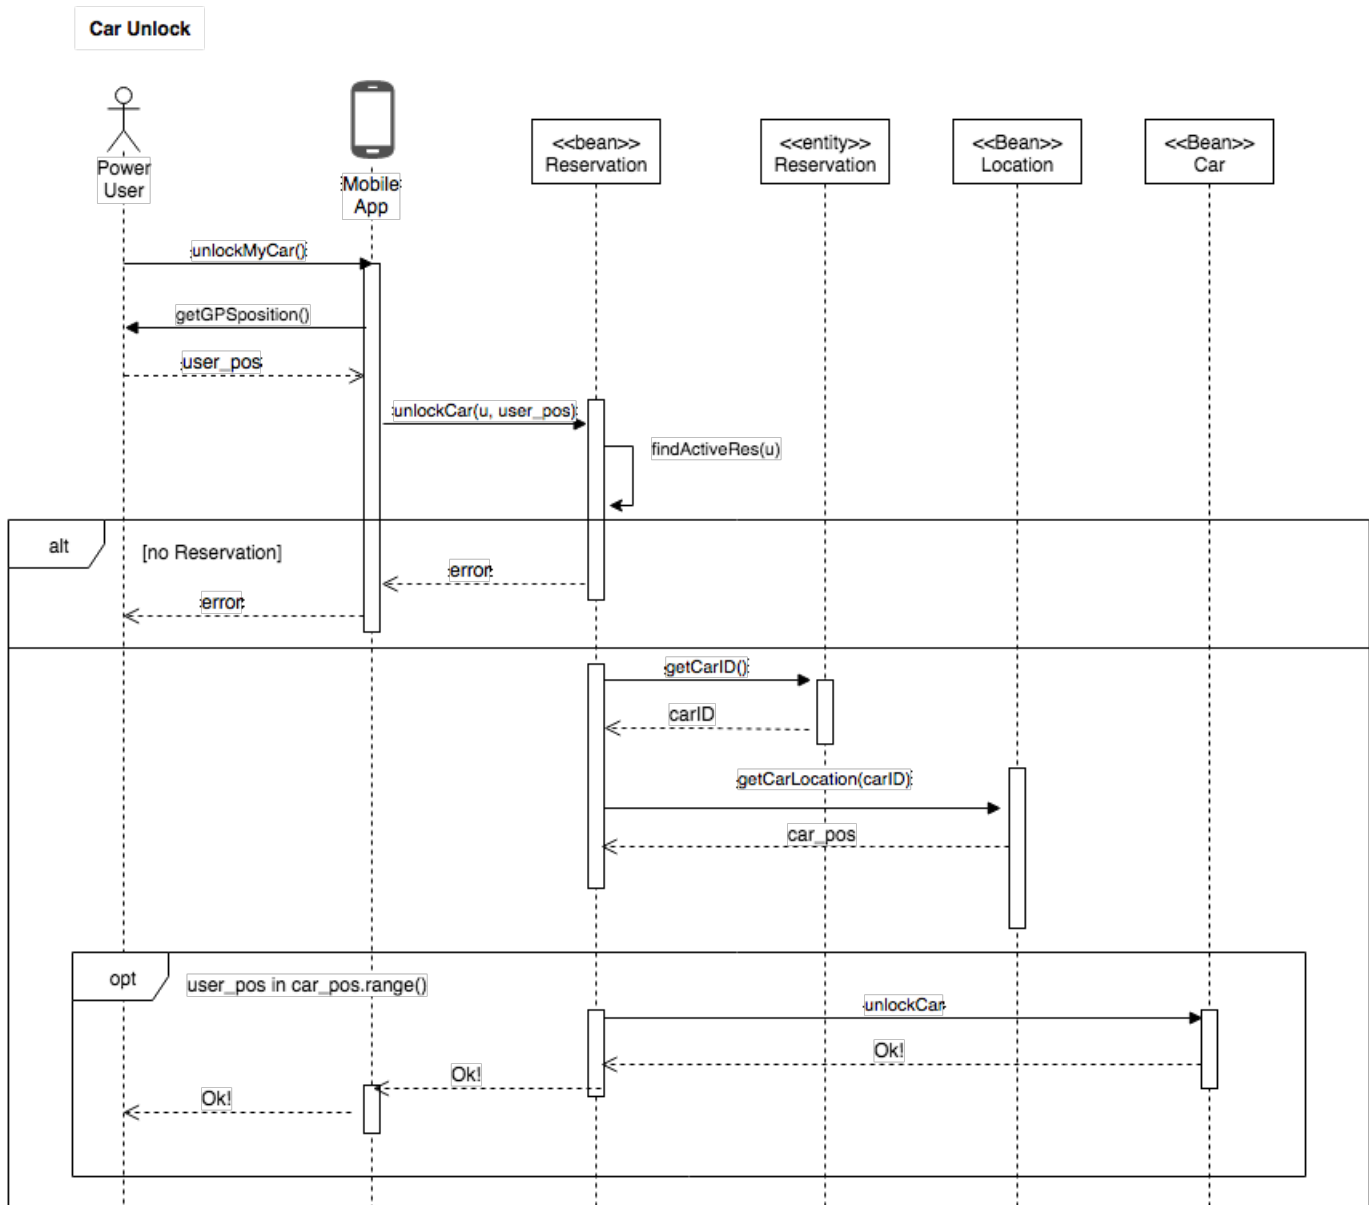 Car Unlock
Power
User
Mobile
App
<<bean>>
Reservation
<<entity>>
Reservation
<<Bean>>
Location
<<Bean>>
Car
unlockMyCar()
getGPSposition()
user_pos
unlockCar(u, user_pos)
findActiveRes(u)
alt
[no Reservation]
error
error
getCarID()
carID
getCarLocation(carID)
car_pos
opt
user_pos in car_pos.range()
unlockCar
Ok!
Ok!
Ok!